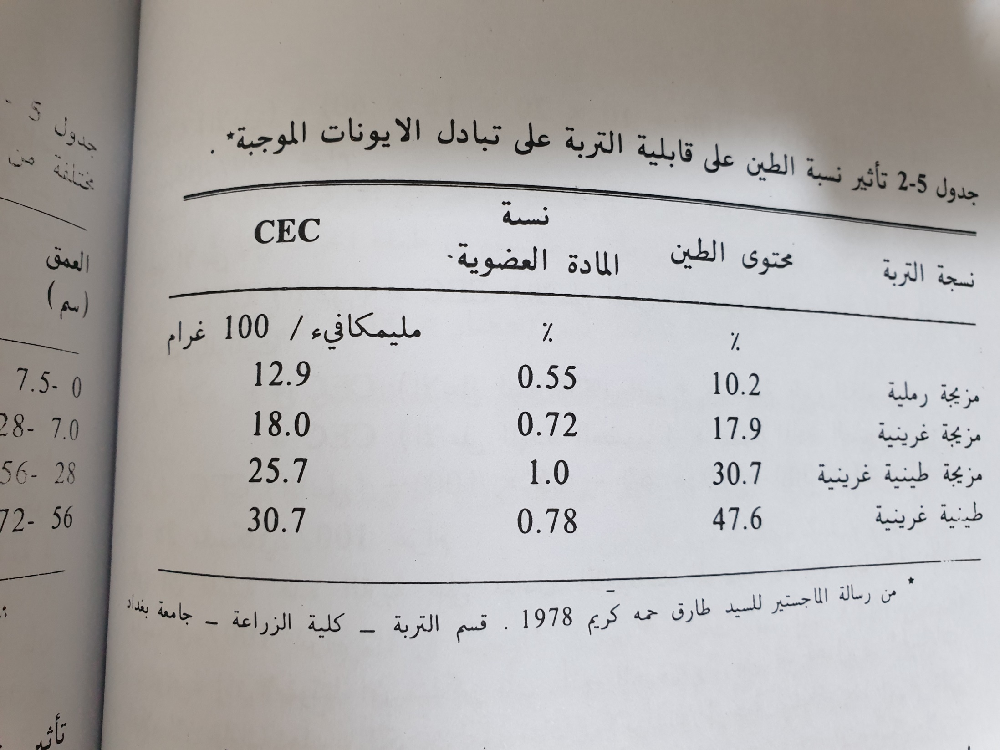 جدول 5-2 تأثير نسبة الطين على قابلية التربة على تبادل الايونات الموجبة* .
نسجة التربة محتوى الطين نسبة المادة العضوية CEC
٪ ٪ مليمكافيء / 100 غرام
مزيجة رملية 10.2 0.55 12.9
مزيجة غرينية 17.9 0.72 18.0
مزيجة طينية غرينية 30.7 1.0 25.7
طينية غرينية 47.6 0.78 30.7
* من رسالة الماجستير للسيد طارق حمه كريم 1978 . قسم التربة – كلية الزراعة – جامعة بغداد
جدول 5 -
مختلفة من
العمق
(سم)
0 -7.5
7.0 -28
28 -56
56 -72